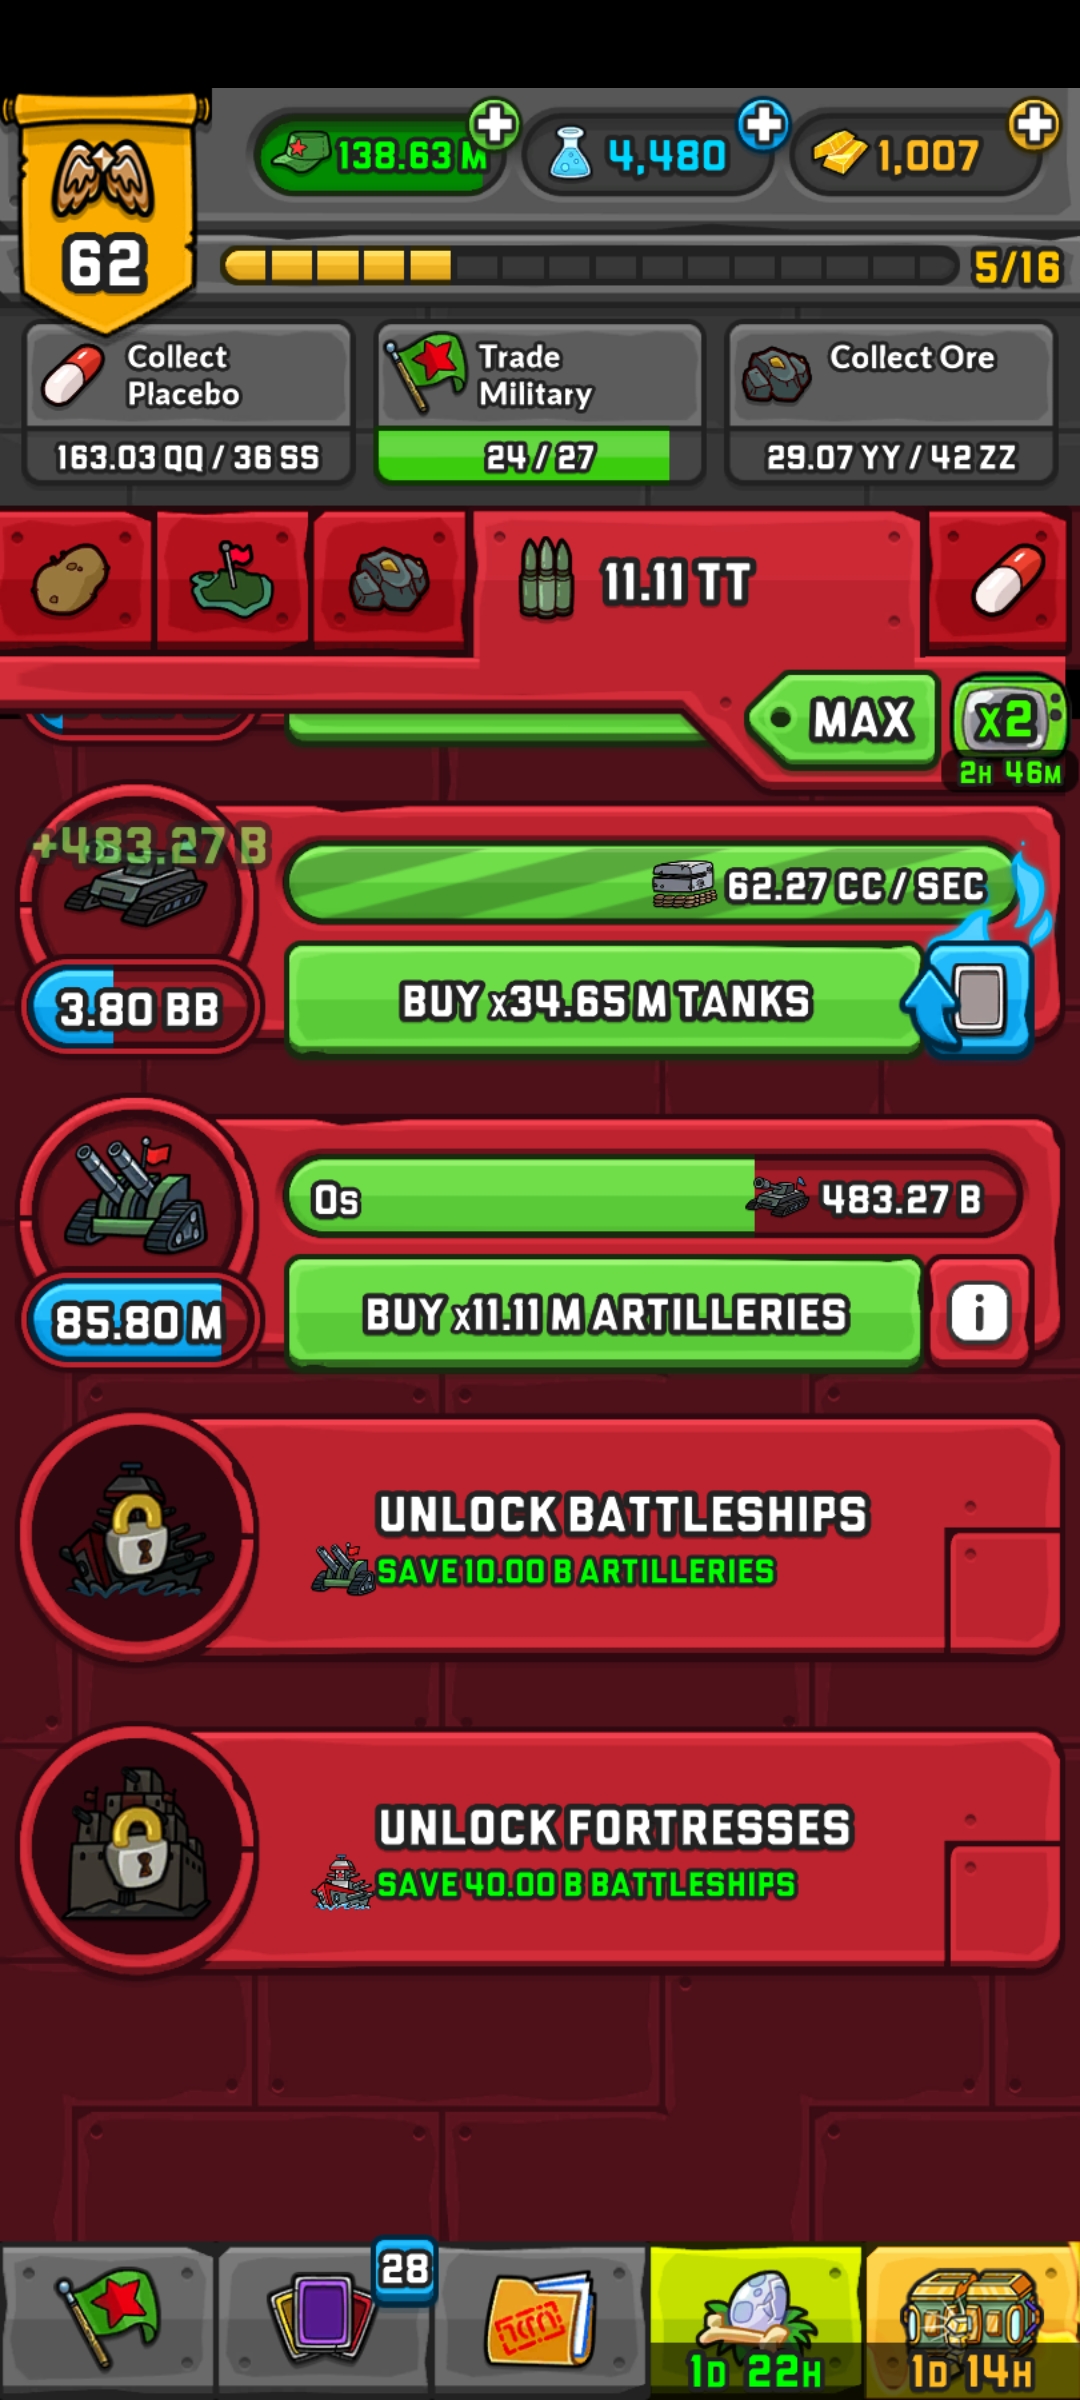 138.63 M
4,480
1,007
62
5/16
Collect
Placebo
163.03 QQ / 36 SS
Trade
Military
24 / 27
Collect Ore
29.07 YY / 42 ZZ
11.11 TT
MAX
x2
2H 46M
+483.27 B
62.27 CC / SEC
3.80 BB
BUY x34.65 M TANKS
0s
483.27 B
85.80 M
BUY x11.11 M ARTILLERIES
i
UNLOCK BATTLESHIPS
SAVE 10.00 B ARTILLERIES
UNLOCK FORTRESSES
SAVE 40.00 B BATTLESHIPS
28
1D 22H
1D 14H